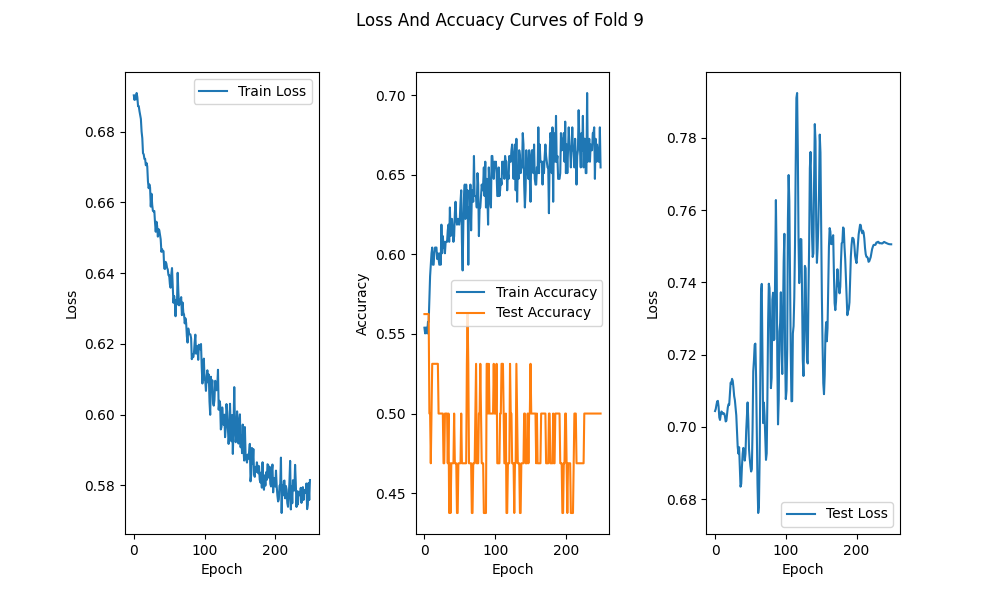 Loss And Accuacy Curves of Fold 9
Train Loss
Loss
0.68
0.66
0.64
0.62
0.60
0.58
0
100
200
Epoch
Train Accuracy
Test Accuracy
Accuracy
0.70
0.65
0.60
0.55
0.50
0.45
0
100
200
Epoch
Test Loss
Loss
0.78
0.76
0.74
0.72
0.70
0.68
0
100
200
Epoch